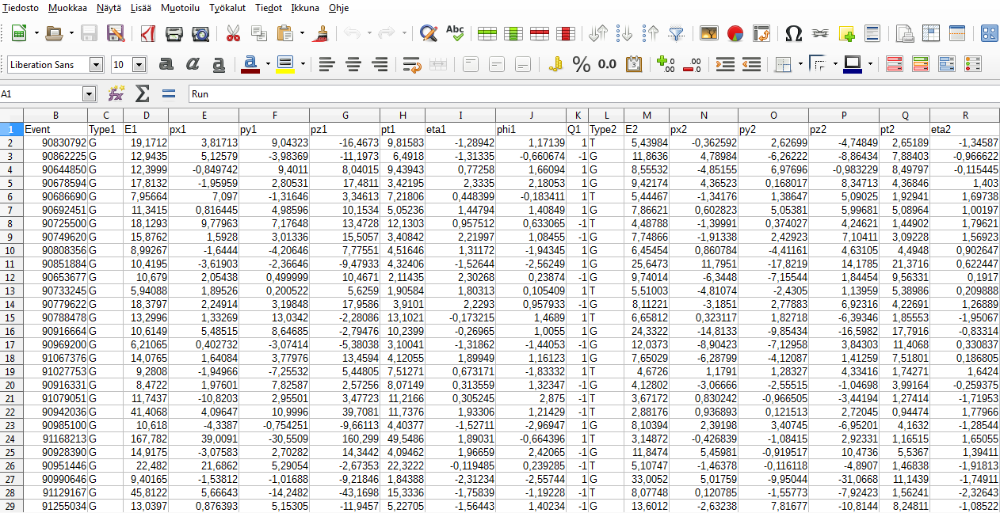 Tiedosto Muokkaa Näytä Lisää Muotoilu Työkalut Tiedot Ikkuna Ohje
Abc
Liberation Sans 10 a a a a % 0.0
A1 Run
B C D E F G H I J K L M N O P Q R
1 Event Type1 E1 px1 py1 pz1 pt1 eta1 phi1 Q1 Type2 E2 px2 py2 pz2 pt2 eta2
2 90830792 G 19,1712 3,81713 9,04323 -16,4673 9,81583 -1,28942 1,17139 1 T 5,43984 -0,362592 2,62699 -4,74849 2,65189 -1,34587
3 90862225 G 12,9435 5,12579 -3,98369 -11,1973 6,4918 -1,31335 -0,660674 -1 G 11,8636 4,78984 -6,26222 -8,86434 7,88403 -0,966622
4 90644850 G 12,3999 -0,849742 9,4011 8,04015 9,43943 0,77258 1,66094 1 G 8,55532 -4,85155 6,97696 -0,983229 8,49797 -0,115445
5 90678594 G 17,8132 -1,95959 2,80531 17,4811 3,42195 2,3335 2,18053 1 G 9,42174 4,36523 0,168017 8,34713 4,36846 1,403
6 90686690 G 7,95664 7,097 -1,31646 3,34613 7,21806 0,448399 -0,183411 1 T 5,44467 -1,34176 1,38647 5,09025 1,92941 1,69738
7 90692451 G 11,3415 0,816445 4,98596 10,1534 5,05236 1,44794 1,40849 1 G 7,86621 0,602823 5,05381 5,99681 5,08964 1,00197
8 90725500 G 18,1293 9,77963 7,17648 13,4728 12,1303 0,957512 0,633065 -1 T 4,48788 -1,39991 0,374027 4,24621 1,44902 1,79621
9 90749620 G 15,8762 1,5928 3,01336 15,5057 3,40842 2,21997 1,08455 -1 G 7,74866 -1,91338 2,42923 7,10411 3,09228 1,56923
10 90808356 G 8,99267 -1,6444 -4,20646 7,77551 4,51646 1,31172 -1,94345 1 G 6,45454 0,860784 -4,41161 4,63105 4,4948 0,902647
11 90851884 G 10,4195 -3,61903 -2,36646 -9,47933 4,32406 -1,52644 -2,56249 1 G 25,6473 11,7951 -17,8219 14,1785 21,3716 0,622447
12 90653677 G 10,679 2,05438 0,499999 10,4671 2,11435 2,30268 0,23874 -1 G 9,74014 -6,3448 -7,15544 1,84454 9,56331 0,1917
13 90733245 G 5,94088 1,89526 0,200522 5,6259 1,90584 1,80313 0,105409 1 T 5,51003 -4,81074 -2,4305 1,13959 5,38986 0,209888
14 90779622 G 18,3797 2,24914 3,19848 17,9586 3,9101 2,2293 0,957933 -1 G 8,11221 -3,1851 2,77883 6,92316 4,22691 1,26889
15 90788478 G 13,2996 1,33269 13,0342 -2,28086 13,1021 -0,173215 1,4689 1 T 6,65812 0,323117 1,82718 -6,39346 1,85553 -1,95067
16 90916664 G 10,6149 5,48515 8,64685 -2,79476 10,2399 -0,26965 1,0055 1 G 24,3322 -14,8133 -9,85434 -16,5982 17,7916 -0,83314
17 90969200 G 6,21065 0,402732 -3,07414 -5,38038 3,10041 -1,31862 -1,44053 -1 G 12,0373 -8,90423 -7,12958 3,84303 11,4068 0,330837
18 91067376 G 14,0765 1,64084 3,77976 13,4594 4,12055 1,89949 1,16123 1 G 7,65029 -6,28799 -4,12087 1,41259 7,51801 0,186805
19 91027753 G 9,2808 -1,94966 -7,25532 5,44805 7,51271 0,673171 -1,83332 1 T 4,6726 1,1791 1,28327 4,33416 1,74271 1,6424
20 90916331 G 8,4722 1,97601 7,82587 2,57256 8,07149 0,313559 1,32347 -1 G 4,12802 -3,06666 -2,55515 -1,04698 3,99164 -0,259375
21 91079051 G 11,7437 -10,8203 2,95501 3,47723 11,2166 0,305245 2,875 -1 T 3,67172 0,830242 -0,966505 -3,44194 1,27414 -1,71953
22 90942036 G 41,4068 4,09647 10,9996 39,7081 11,7376 1,93306 1,21429 -1 T 2,88176 0,936893 0,121513 2,72045 0,94474 1,77966
23 90985100 G 10,618 -4,3387 -0,754251 -9,66113 4,40377 -1,52711 -2,96947 1 G 8,10394 2,39198 3,40745 -6,95201 4,1632 -1,28544
24 91168213 G 167,782 39,0091 -30,5509 160,299 49,5486 1,89031 -0,664396 1 T 3,14872 -0,426839 -1,08415 2,92331 1,16515 1,65055
25 90928390 G 14,9175 -3,07583 2,70282 14,3442 4,09462 1,96659 2,42065 -1 G 11,8474 5,45981 -0,919517 10,4736 5,5367 1,39411
26 90951446 G 22,482 21,6862 5,29054 -2,67353 22,3222 -0,119485 0,239285 -1 T 5,10747 -1,46378 -0,116118 -4,8907 1,46838 -1,91813
27 90990646 G 9,40165 -1,53812 -1,01688 -9,21846 1,84388 -2,31234 -2,55744 1 G 33,0052 5,01759 -9,95044 -31,0668 11,1439 -1,74911
28 91129167 G 45,8122 5,66643 -14,2482 -43,1698 15,3336 -1,75839 -1,19228 -1 T 8,07748 0,120785 -1,55773 -7,92423 1,56241 -2,32643
29 91255034 G 13,0397 0,876393 5,15305 -11,9457 5,22705 -1,56443 1,40234 -1 G 13,6012 -2,63238 7,81677 -10,8144 8,24811 -1,08522